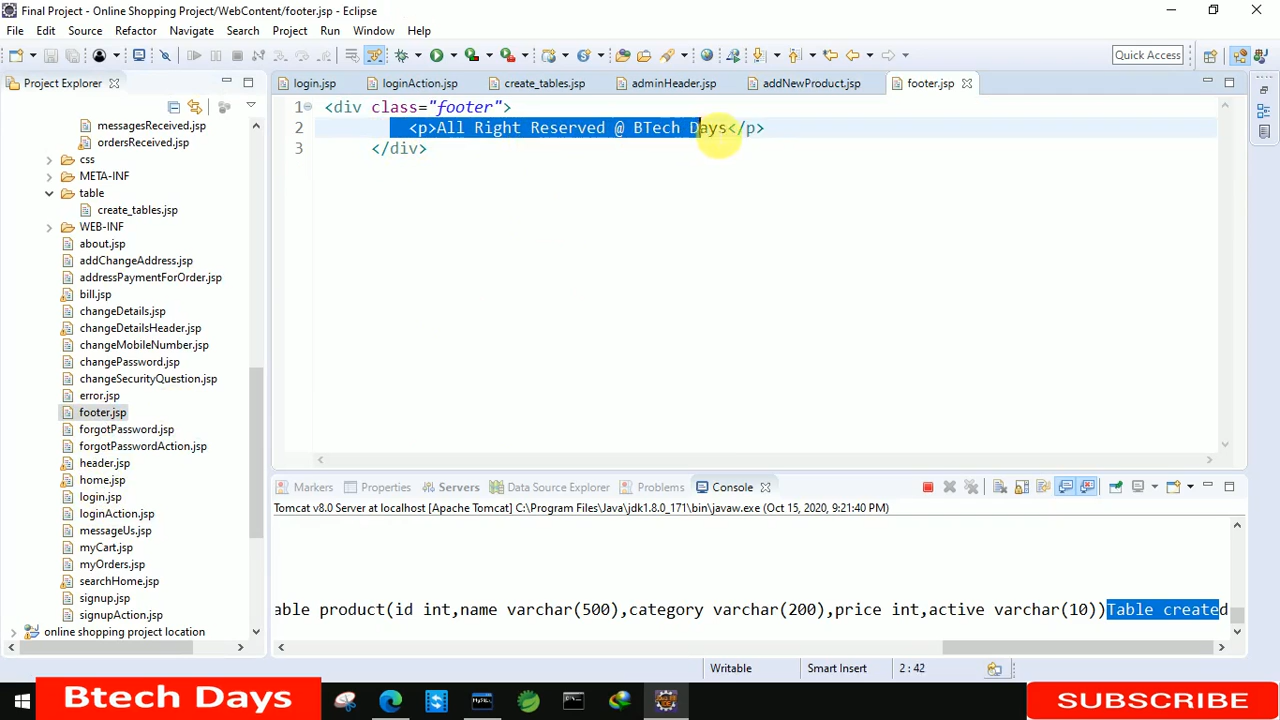 Final Project - Online Shopping Project/WebContent/footer.jsp - Eclipse
File Edit Source Refactor Navigate Search Project Run Window Help
Quick Access
Project Explorer
login.jsp loginAction.jsp create_tables.jsp adminHeader.jsp addNewProduct.jsp footer.jsp
messagesReceived.jsp
ordersReceived.jsp
css
META-INF
table
create_tables.jsp
WEB-INF
about.jsp
addChangeAddress.jsp
addressPaymentForOrder.jsp
bill.jsp
changeDetails.jsp
changeDetailsHeader.jsp
changeMobileNumber.jsp
changePassword.jsp
changeSecurityQuestion.jsp
error.jsp
footer.jsp
forgotPassword.jsp
forgotPasswordAction.jsp
header.jsp
home.jsp
login.jsp
loginAction.jsp
messageUs.jsp
myCart.jsp
myOrders.jsp
searchHome.jsp
signup.jsp
signupAction.jsp
online shopping project location
1 <div class="footer">
2 <p>All Right Reserved @ BTech Days</p>
3 </div>
Markers Properties Servers Data Source Explorer Problems Console
Tomcat v8.0 Server at localhost [Apache Tomcat] C:\Program Files\Java\jdk1.8.0_171\bin\javaw.exe (Oct 15, 2020, 9:21:40 PM)
able product(id int,name varchar(500),category varchar(200),price int,active varchar(10))Table created
Writable Smart Insert 2 : 42
Btech Days
SUBSCRIBE